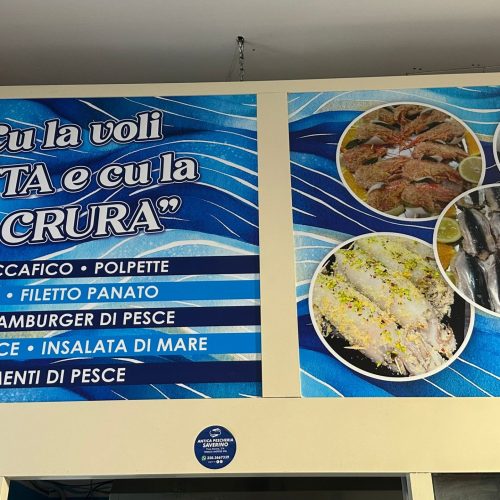 Cu la voli
TTA e cu la
CRURA"
CCAFICO • POLPETTE
• FILETTO PANATO
AMBURGER DI PESCE
CE • INSALATA DI MARE
MENTI DI PESCE
ANTICA PESCHERIA
SAVERINO